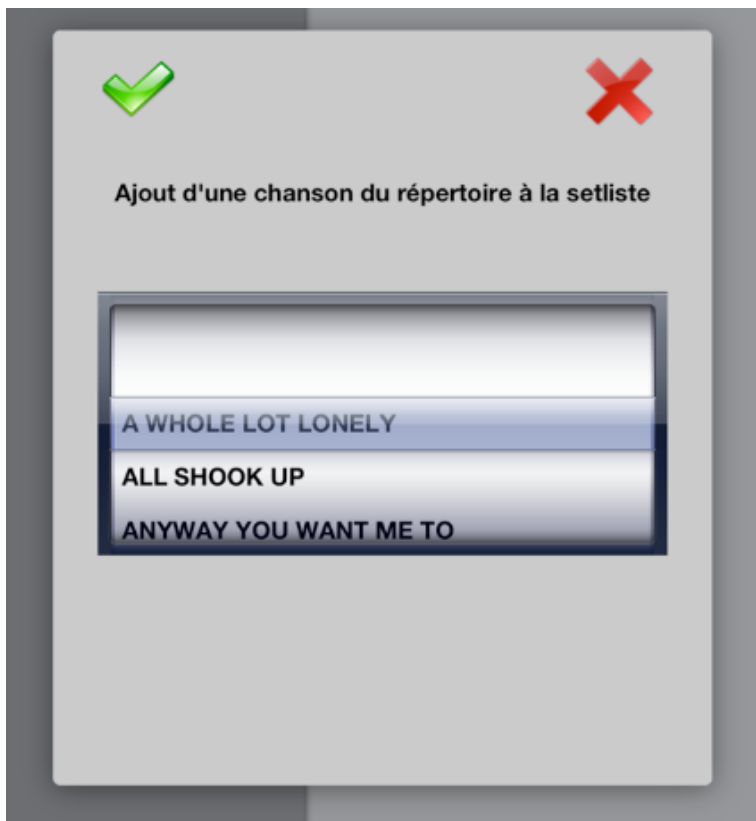 Ajout d'une chanson du répertoire à la setliste
A WHOLE LOT LONELY
ALL SHOOK UP
ANYWAY YOU WANT ME TO